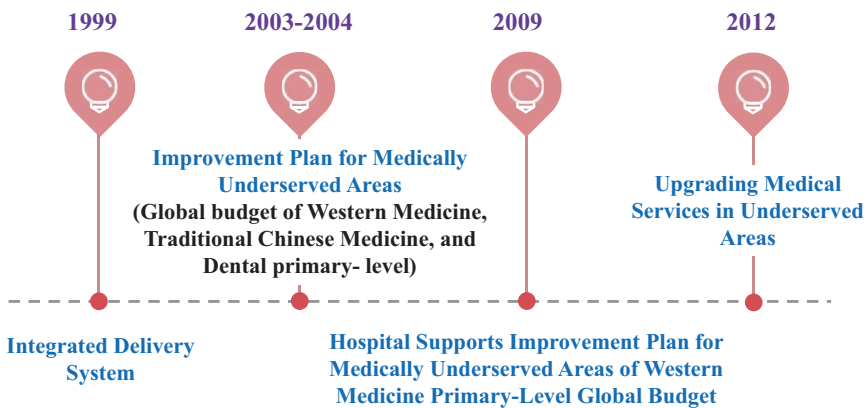 1999
2003-2004
2009
2012
Improvement Plan for Medically
Underserved Areas
(Global budget of Western Medicine,
Traditional Chinese Medicine, and
Dental primary- level)
Upgrading Medical
Services in Underserved
Areas
Integrated Delivery
System
Hospital Supports Improvement Plan for
Medically Underserved Areas of Western
Medicine Primary-Level Global Budget